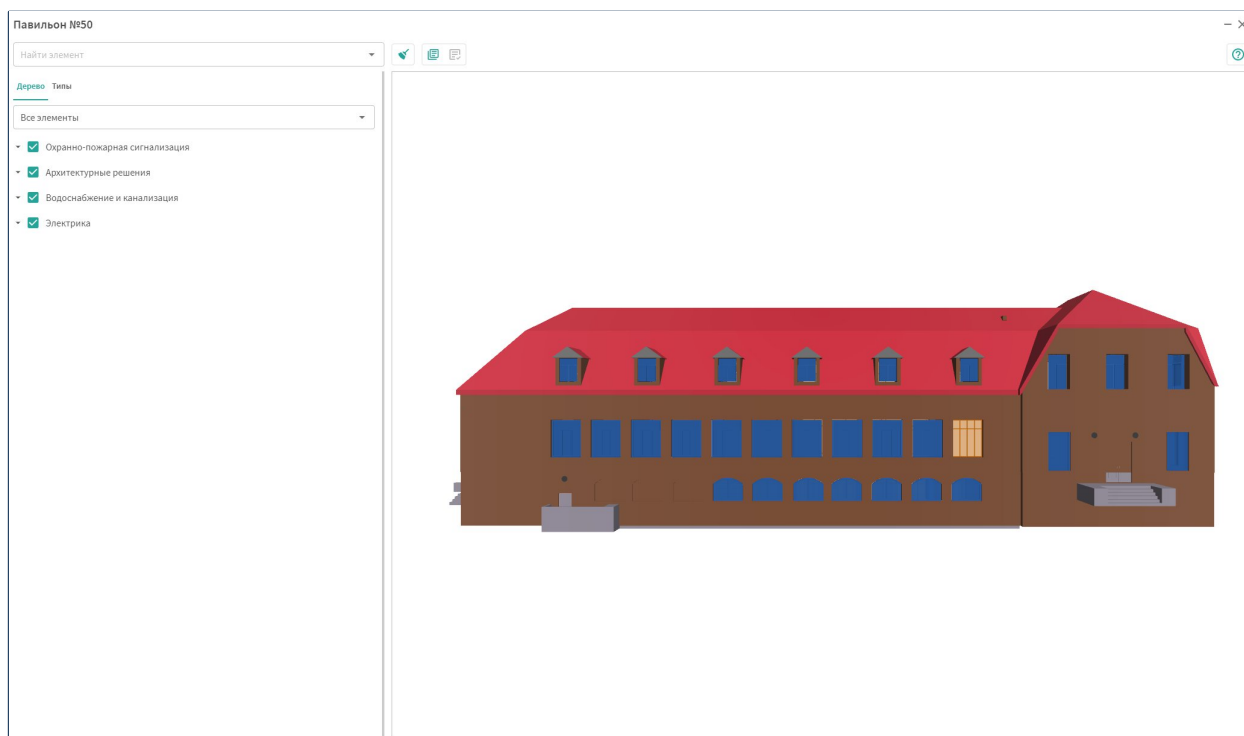 Павильон №50
Найти элемент
Дерево Типы
Все элементы
Охранно-пожарная сигнализация
Архитектурные решения
Водоснабжение и канализация
Электрика